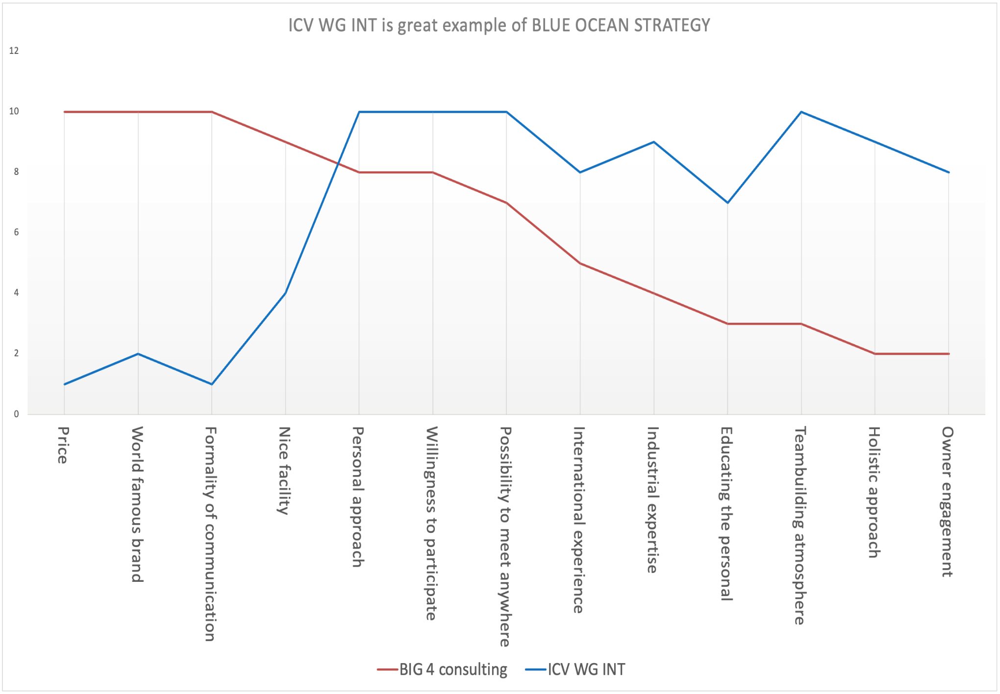 ICV WG INT is great example of BLUE OCEAN STRATEGY
12
10
8
6
4
2
0
Price
World famous brand
Formality of communication
Nice facility
Personal approach
Willingness to participate
Possibility to meet anywhere
International experience
Industrial expertise
Educating the personal
Teambuilding atmosphere
Holistic approach
Owner engagement
BIG 4 consulting
ICV WG INT